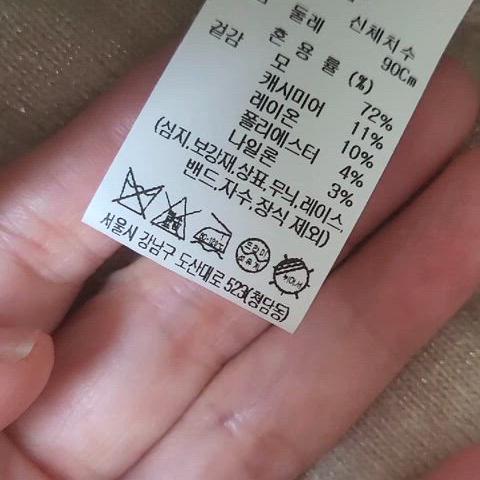 둘레 신체치수
90Cm
겉감 혼 용 률 (%)
모 72%
캐시미어 11%
레이온 10%
폴리에스터 4%
나일론 3%
(심지,보강재,상표,무늬,레이스,
밴드,자수,장식 제외)
서울시 강남구 도산대로 523(청담동)